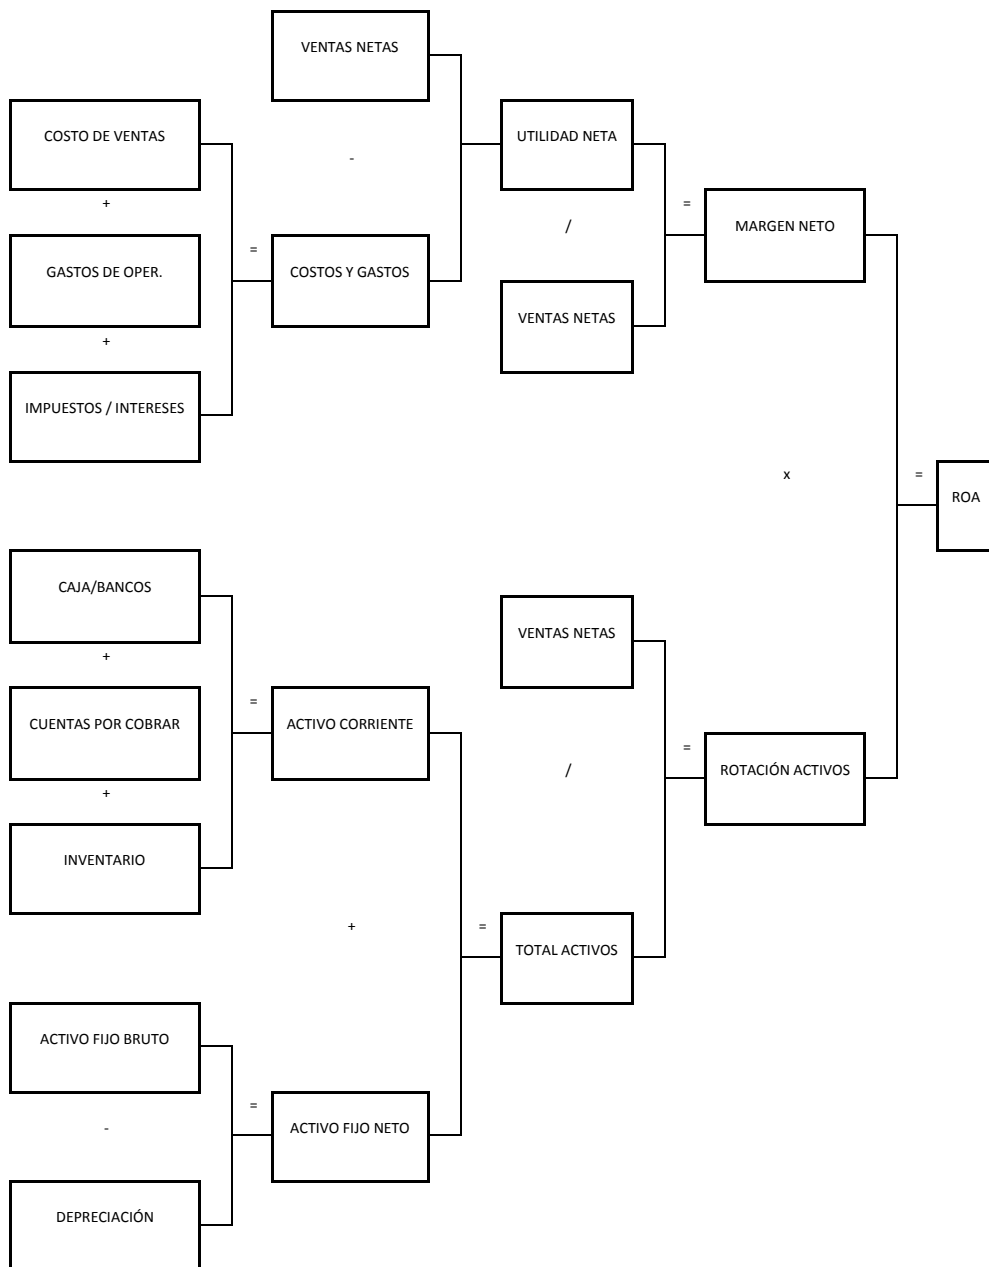 VENTAS NETAS
COSTO DE VENTAS
UTILIDAD NETA
-
+
=
/
MARGEN NETO
=
GASTOS DE OPER.
COSTOS Y GASTOS
VENTAS NETAS
+
IMPUESTOS / INTERESES
x
=
ROA
CAJA/BANCOS
VENTAS NETAS
+
=
CUENTAS POR COBRAR
ACTIVO CORRIENTE
=
/
ROTACIÓN ACTIVOS
+
INVENTARIO
+
=
TOTAL ACTIVOS
ACTIVO FIJO BRUTO
=
-
ACTIVO FIJO NETO
DEPRECIACIÓN